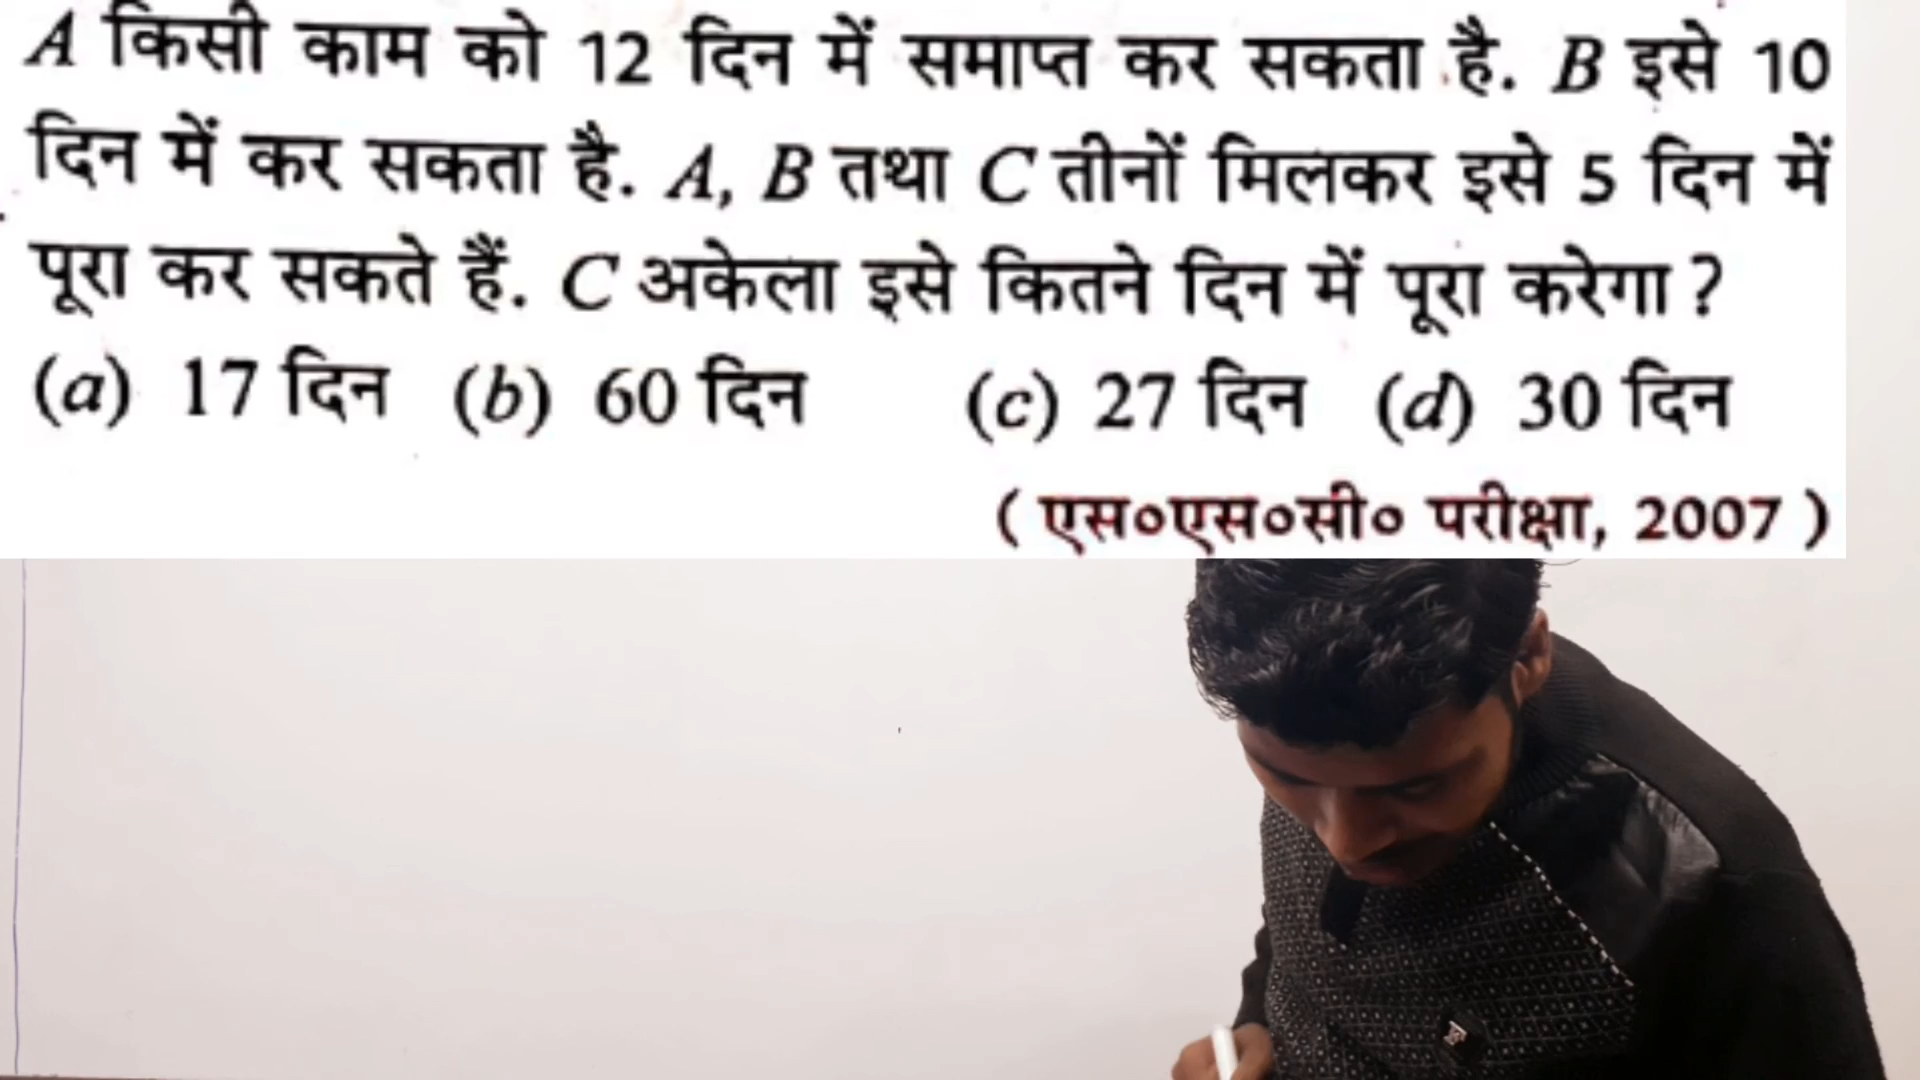 A किसी काम को 12 दिन में समाप्त कर सकता है. B इसे 10
दिन में कर सकता है. A, B तथा C तीनों मिलकर इसे 5 दिन में
पूरा कर सकते हैं. C अकेला इसे कितने दिन में पूरा करेगा ?
(a) 17 दिन (b) 60 दिन (c) 27 दिन (d) 30 दिन
( एस०एस०सी० परीक्षा, 2007 )